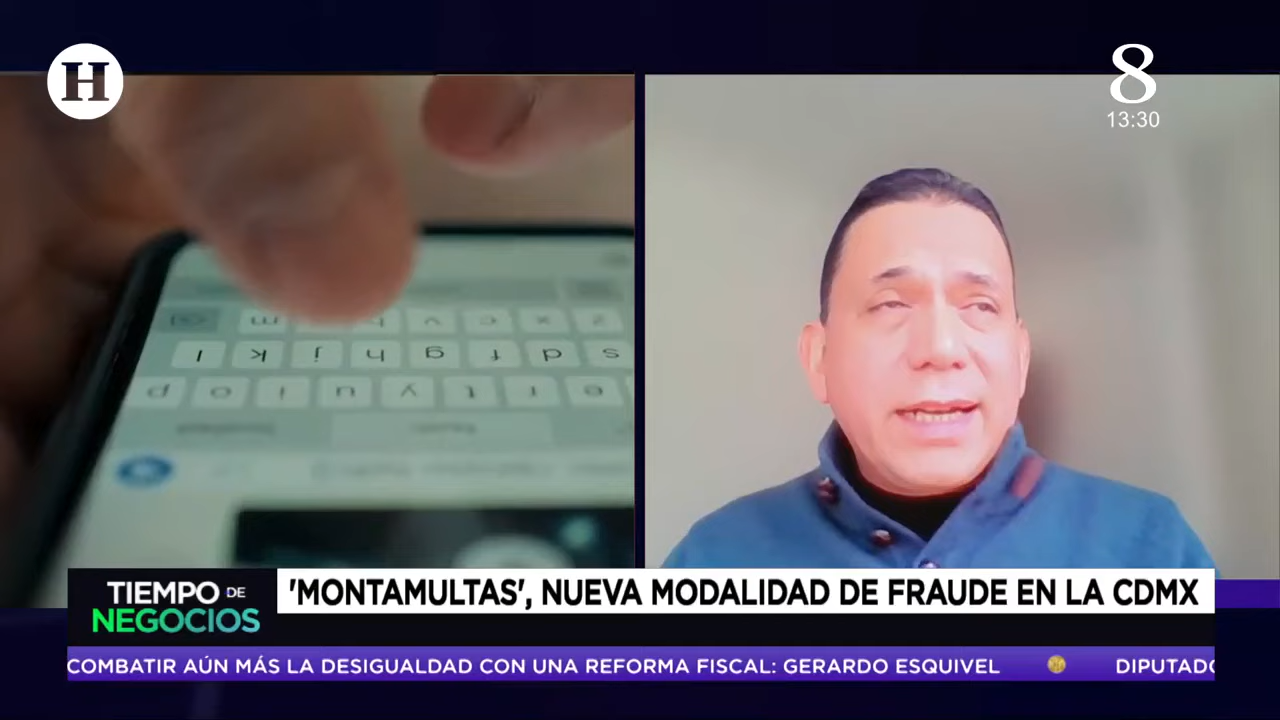 H
8
13:30
TIEMPO DE
NEGOCIOS
'MONTAMULTAS', NUEVA MODALIDAD DE FRAUDE EN LA CDMX
COMBATIR AÚN MÁS LA DESIGUALDAD CON UNA REFORMA FISCAL: GERARDO ESQUIVEL